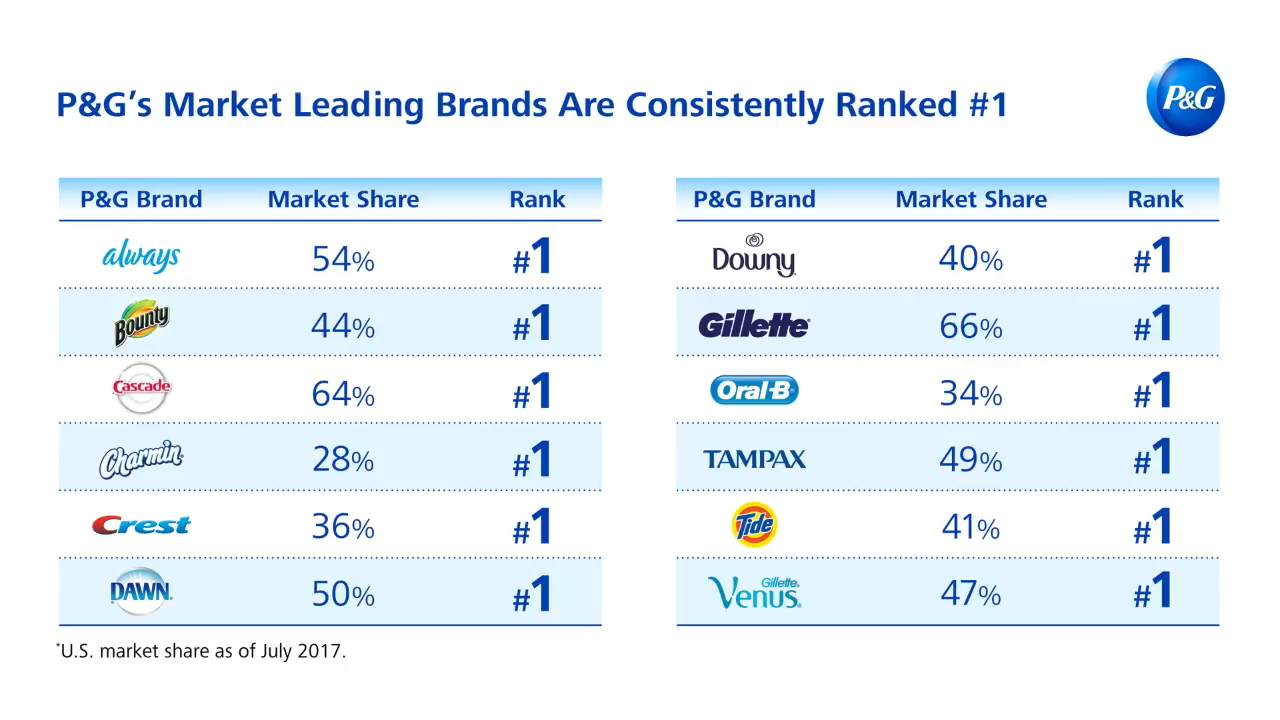 P&G's Market Leading Brands Are Consistently Ranked #1
P&G
P&G Brand Market Share Rank
always 54% #1
Bounty 44% #1
Cascade 64% #1
Charmin 28% #1
Crest 36% #1
DAWN 50% #1
P&G Brand Market Share Rank
Downy 40% #1
Gillette® 66% #1
Oral-B® 34% #1
TAMPAX 49% #1
Tide 41% #1
Gillette® Venus® 47% #1
*U.S. market share as of July 2017.